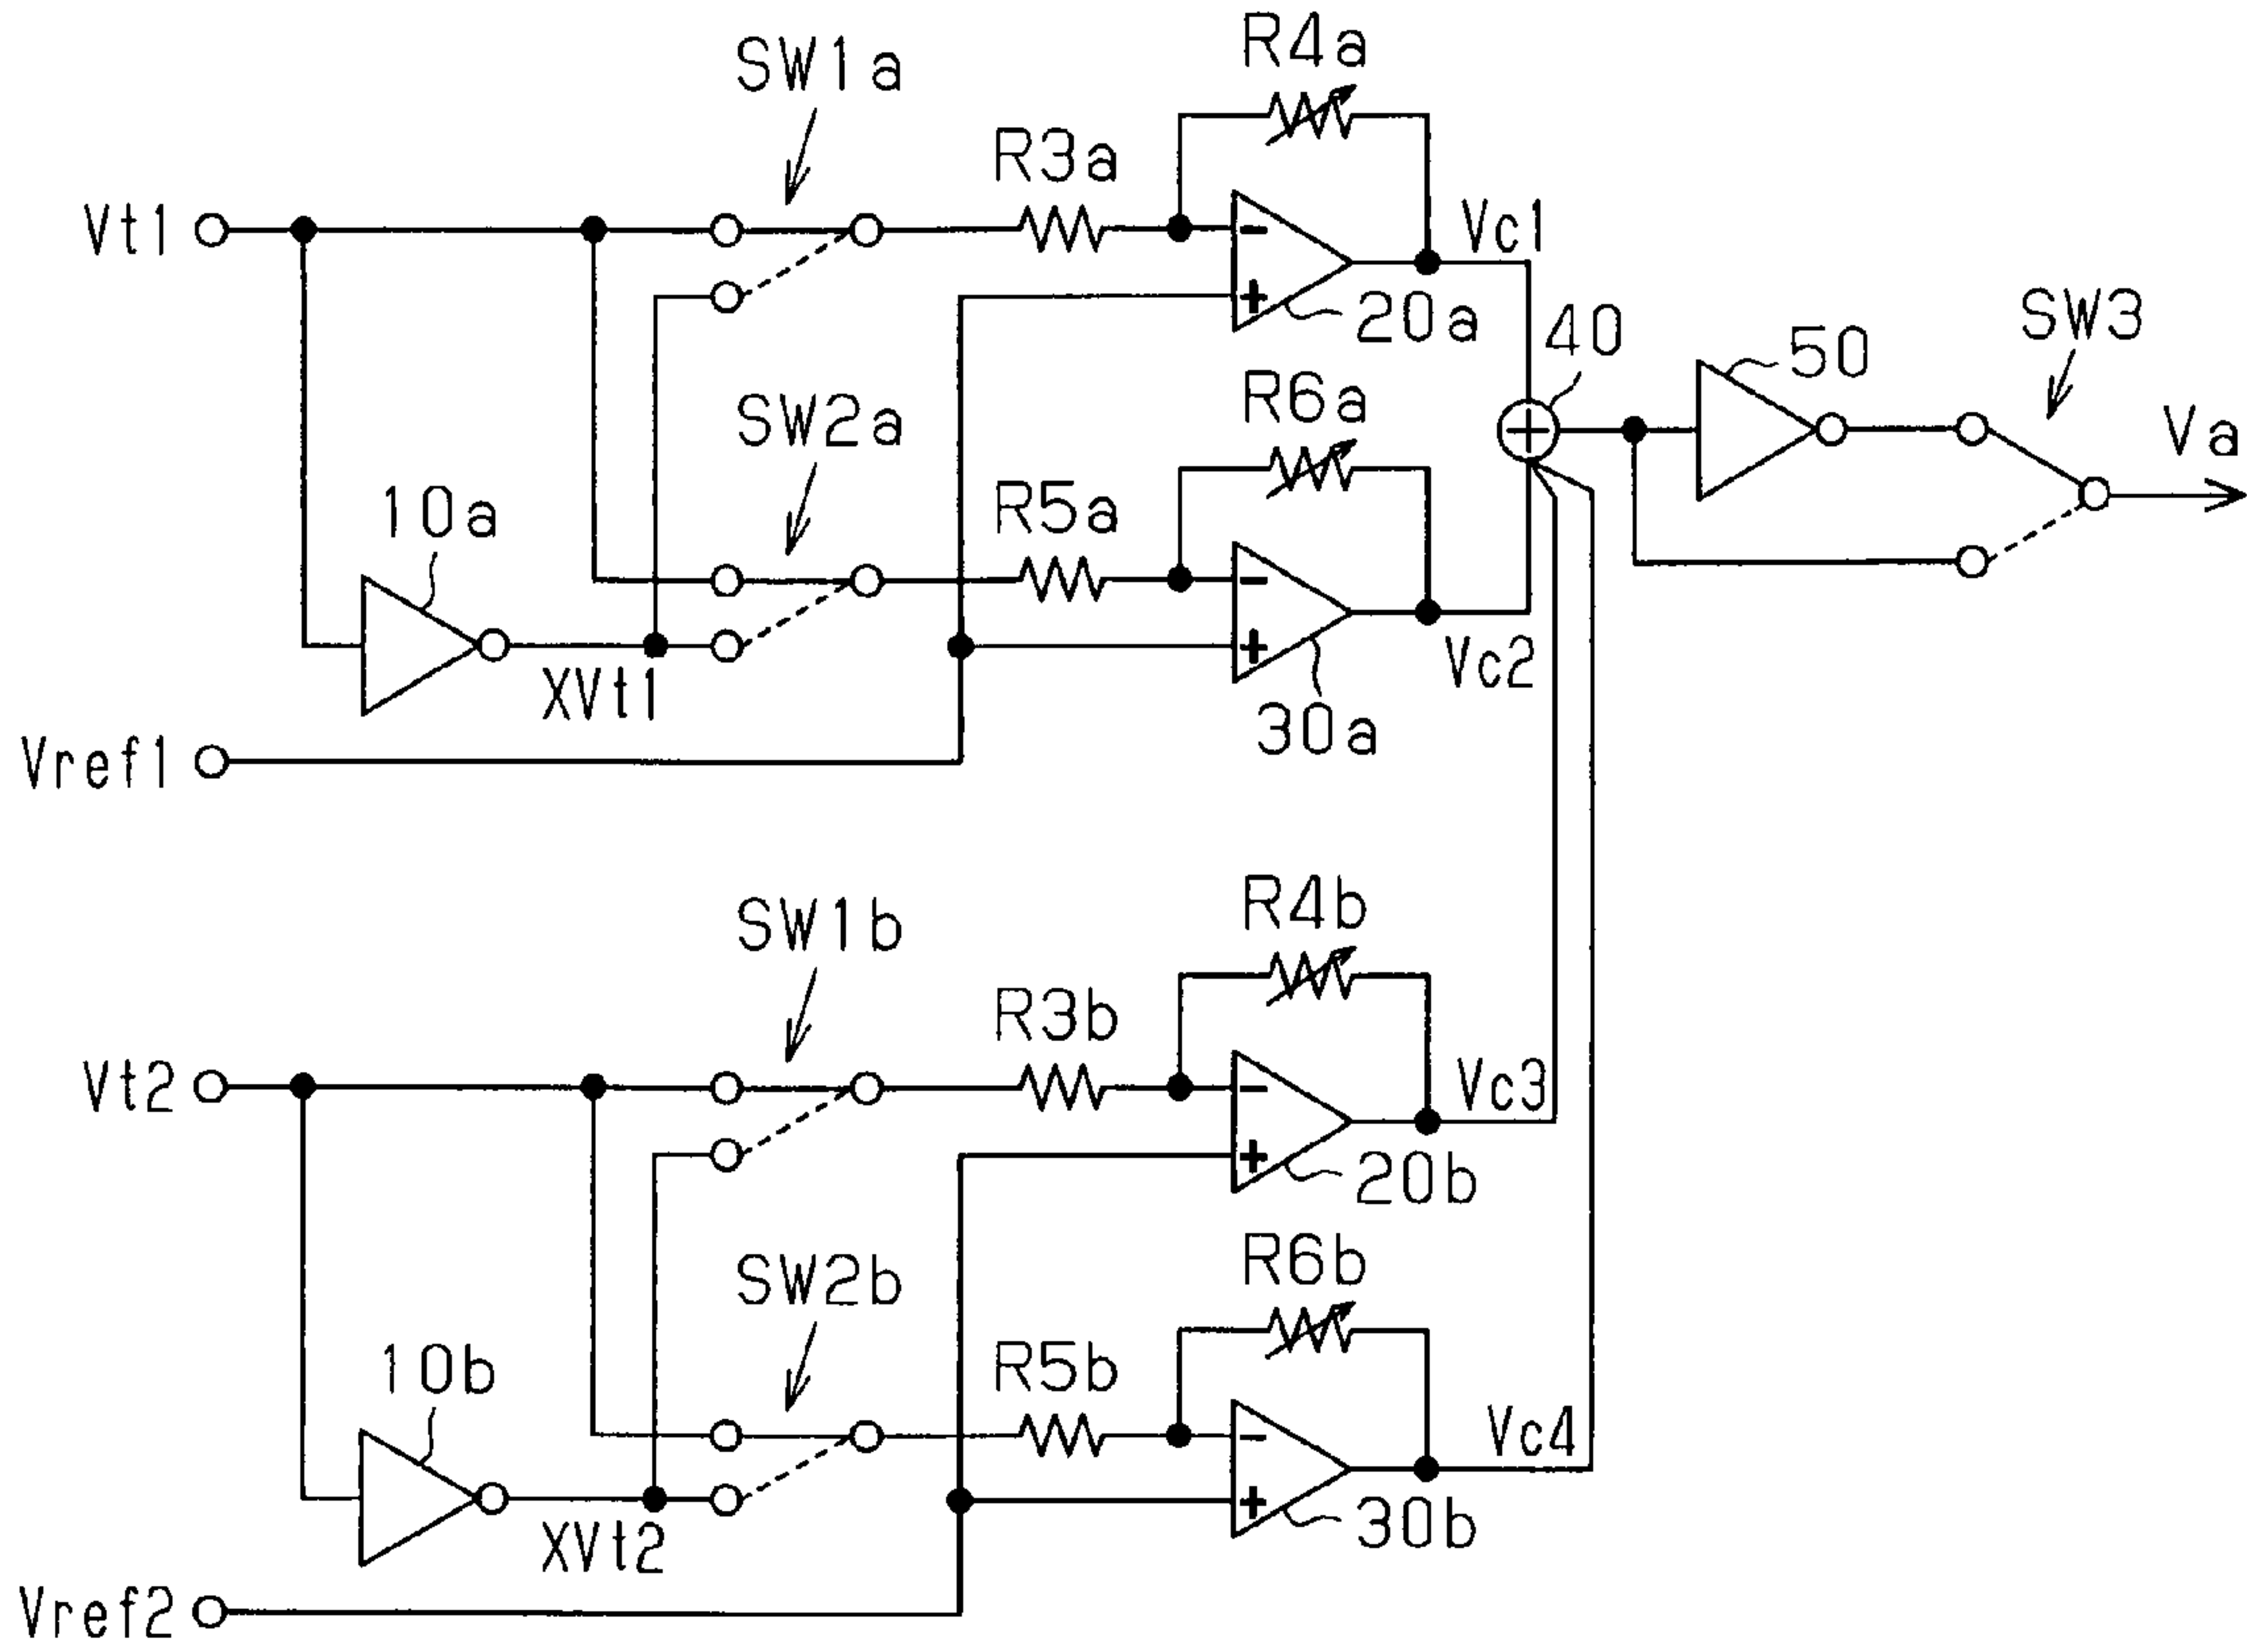 R4a
SW1a
R3a
Vt1
Vc1
-
+
20a
40
SW3
50
R6a
SW2a
Va
+
R5a
10a
-
+
XVt1
Vc2
30a
Vref1
R4b
SW1b
R3b
Vt2
Vc3
-
+
20b
R6b
SW2b
R5b
10b
Vc4
-
+
30b
XVt2
Vref2